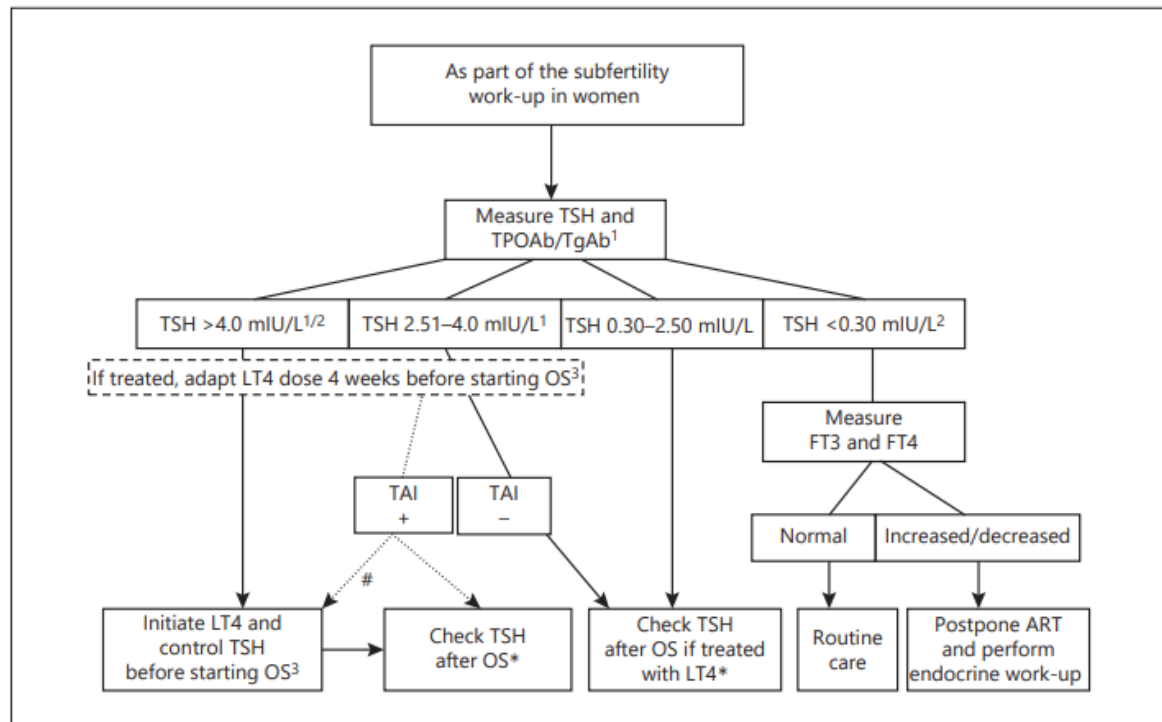 As part of the subfertility
work-up in women
Measure TSH and
TPOAb/TgAb¹
TSH >4.0 mIU/L¹/²
TSH 2.51–4.0 mIU/L¹
TSH 0.30–2.50 mIU/L
TSH <0.30 mIU/L²
If treated, adapt LT4 dose 4 weeks before starting OS³
Measure
FT3 and FT4
TAI
+
TAI
–
Normal
Increased/decreased
#
Initiate LT4 and
control TSH
before starting OS³
Check TSH
after OS*
Check TSH
after OS if treated
with LT4*
Routine
care
Postpone ART
and perform
endocrine work-up